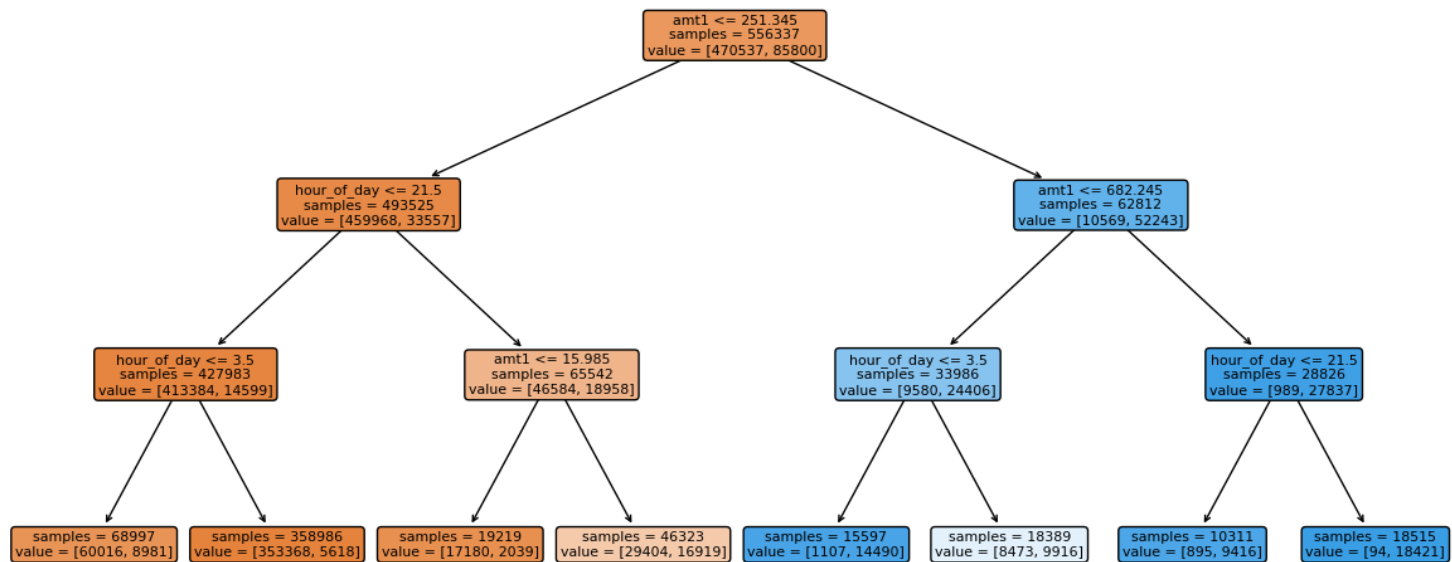 amt1 <= 251.345
samples = 556337
value = [470537, 85800]
hour_of_day <= 21.5
samples = 493525
value = [459968, 33557]
amt1 <= 682.245
samples = 62812
value = [10569, 52243]
hour_of_day <= 3.5
samples = 427983
value = [413384, 14599]
amt1 <= 15.985
samples = 65542
value = [46584, 18958]
hour_of_day <= 3.5
samples = 33986
value = [9580, 24406]
hour_of_day <= 21.5
samples = 28826
value = [989, 27837]
samples = 68997
value = [60016, 8981]
samples = 358986
value = [353368, 5618]
samples = 19219
value = [17180, 2039]
samples = 46323
value = [29404, 16919]
samples = 15597
value = [1107, 14490]
samples = 18389
value = [8473, 9916]
samples = 10311
value = [895, 9416]
samples = 18515
value = [94, 18421]